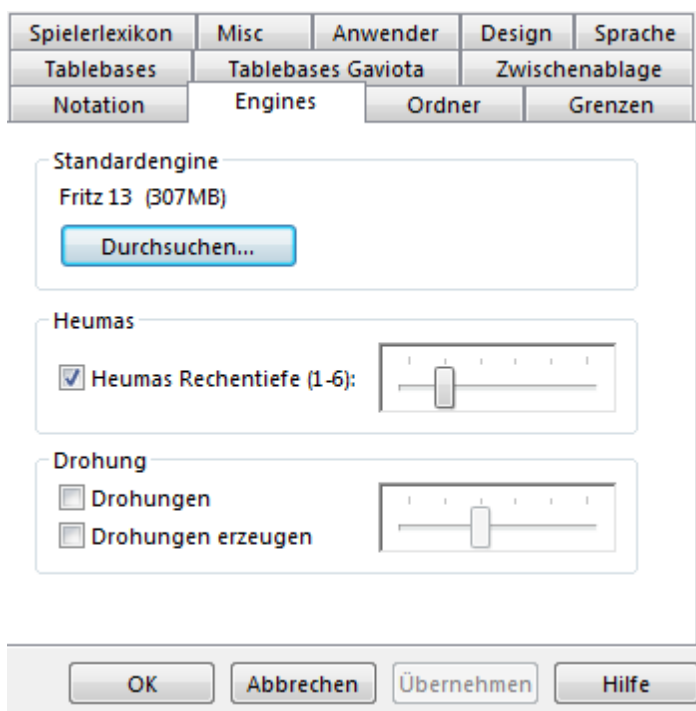 Spielerlexikon Misc Anwender Design Sprache
Tablebases Tablebases Gaviota Zwischenablage
Notation Engines Ordner Grenzen
Standardengine
Fritz 13 (307MB)
Durchsuchen...
Heumas
Heumas Rechentiefe (1-6):
Drohung
Drohungen
Drohungen erzeugen
OK Abbrechen Übernehmen Hilfe